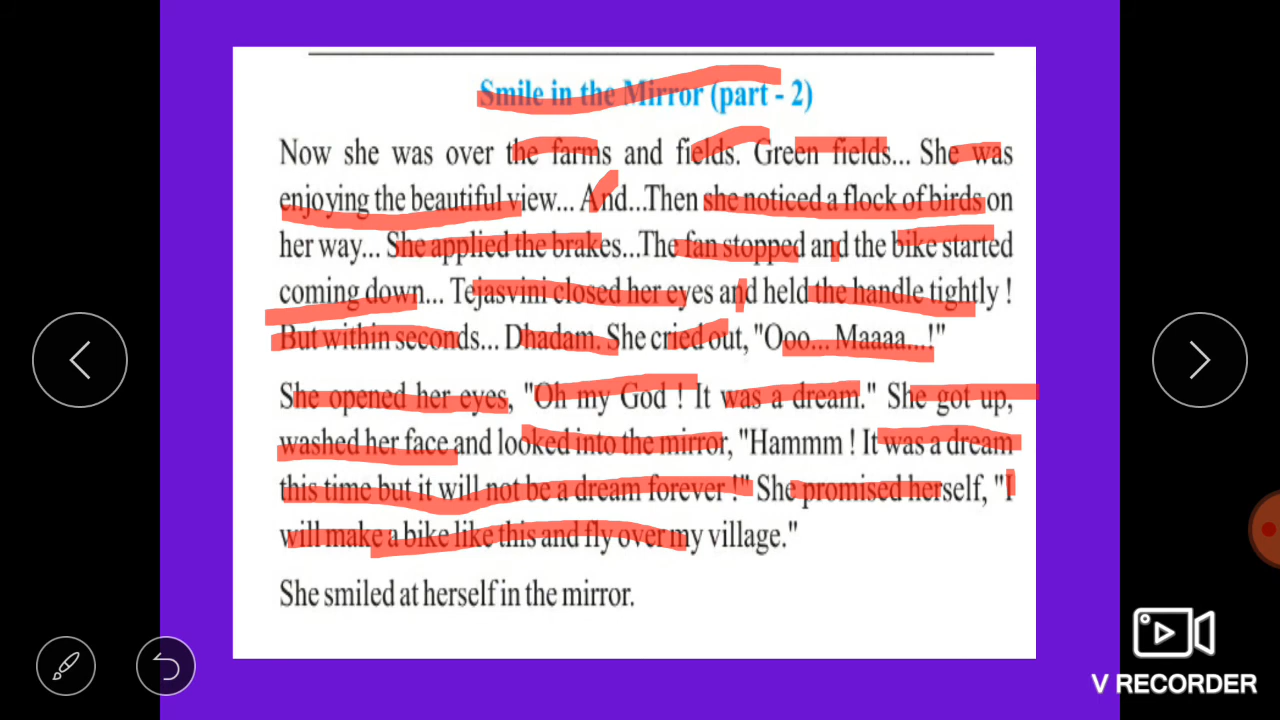 Smile in the Mirror (part - 2)
Now she was over the farms and fields. Green fields... She was
enjoying the beautiful view... And...Then she noticed a flock of birds on
her way... She applied the brakes...The fan stopped and the bike started
coming down... Tejasvini closed her eyes and held the handle tightly !
But within seconds... Dhadam. She cried out, "Ooo... Maaaa...!"
She opened her eyes, "Oh my God ! It was a dream." She got up,
washed her face and looked into the mirror, "Hammm ! It was a dream
this time but it will not be a dream forever !" She promised herself, "I
will make a bike like this and fly over my village."
She smiled at herself in the mirror.
V RECORDER